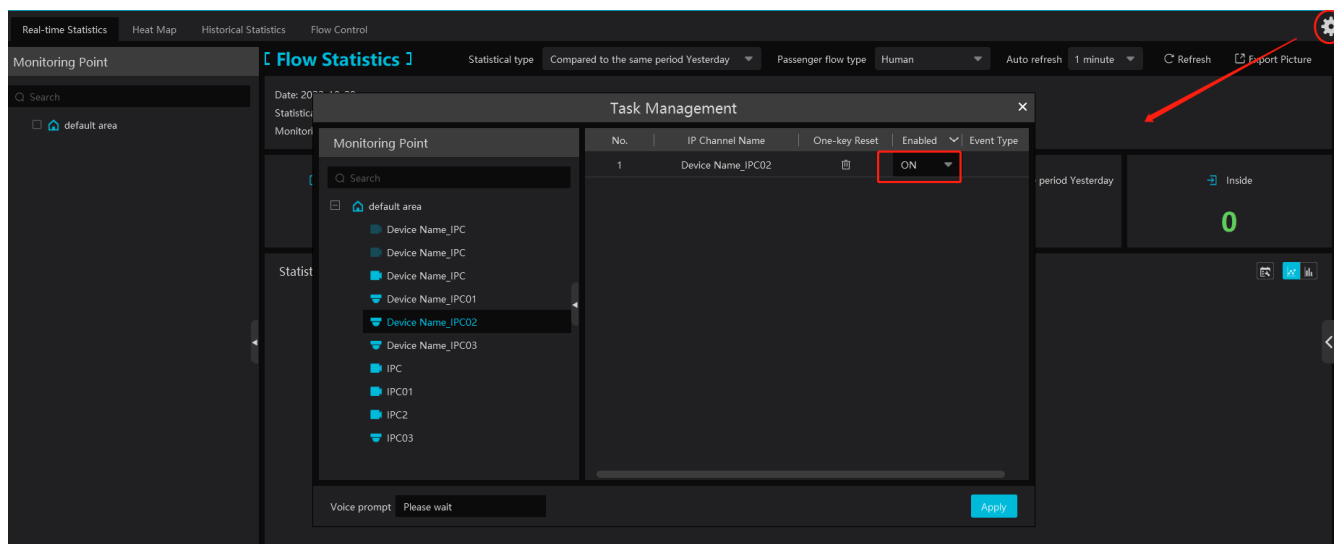 Real-time Statistics Heat Map Historical Statistics Flow Control
Monitoring Point
Search
default area
[ Flow Statistics ] Statistical type Compared to the same period Yesterday Passenger flow type Human Auto refresh 1 minute Refresh Export Picture
Date:
Task Management ×
Monitoring Point
Search
default area
Device Name_IPC
Device Name_IPC
Device Name_IPC
Device Name_IPC01
Device Name_IPC02
Device Name_IPC03
IPC
IPC01
IPC2
IPC03
No. IP Channel Name One-key Reset Enabled Event Type
1 Device Name_IPC02 ON
Voice prompt Please wait
Apply
period Yesterday
Inside
0